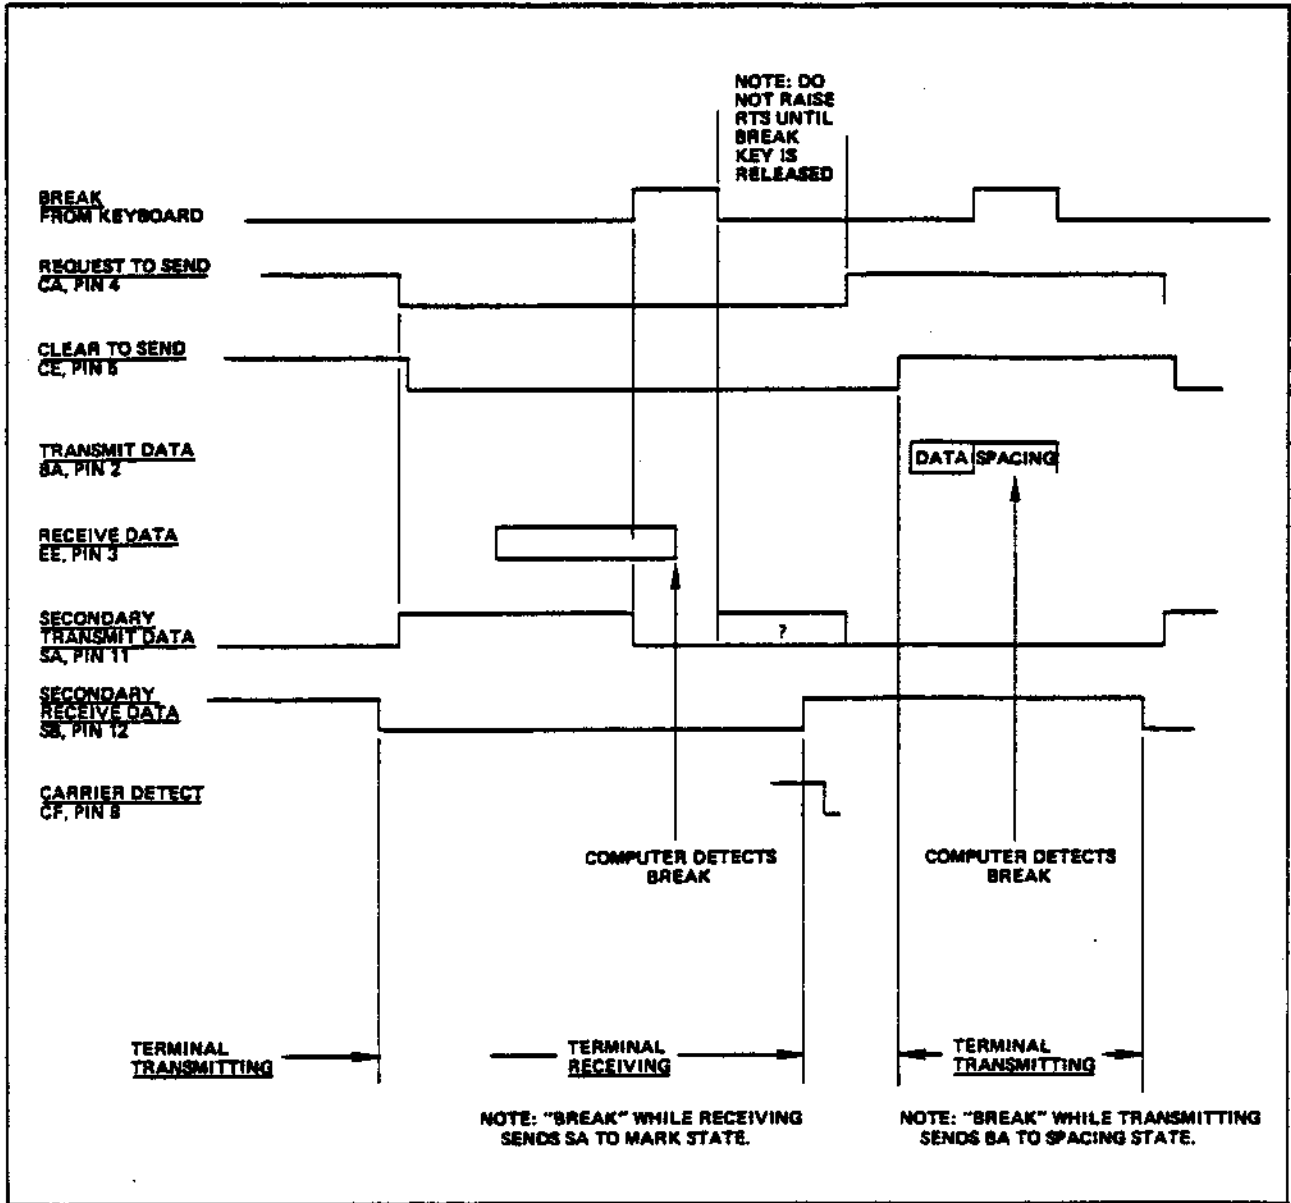 NOTE: DO
NOT RAISE
RTS UNTIL
BREAK
KEY IS
RELEASED
BREAK
FROM KEYBOARD
REQUEST TO SEND
CA, PIN 4
CLEAR TO SEND
CE, PIN 5
TRANSMIT DATA
BA, PIN 2
DATA SPACING
RECEIVE DATA
EE, PIN 3
SECONDARY
TRANSMIT DATA
SA, PIN 11
?
SECONDARY
RECEIVE DATA
SB, PIN 12
CARRIER DETECT
CF, PIN 8
COMPUTER DETECTS
BREAK
COMPUTER DETECTS
BREAK
TERMINAL
TRANSMITTING
TERMINAL
RECEIVING
TERMINAL
TRANSMITTING
NOTE: "BREAK" WHILE RECEIVING
SENDS SA TO MARK STATE.
NOTE: "BREAK" WHILE TRANSMITTING
SENDS BA TO SPACING STATE.